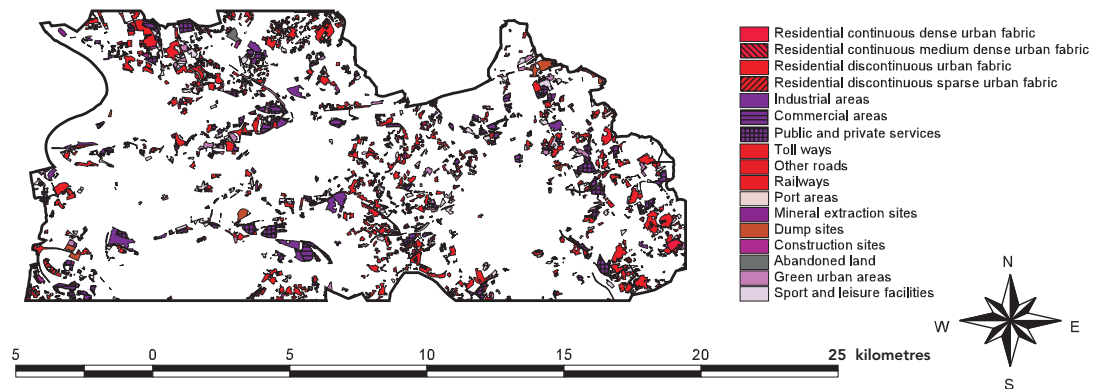 Residential continuous dense urban fabric
Residential continuous medium dense urban fabric
Residential discontinuous urban fabric
Residential discontinuous sparse urban fabric
Industrial areas
Commercial areas
Public and private services
Toll ways
Other roads
Railways
Port areas
Mineral extraction sites
Dump sites
Construction sites
Abandoned land
Green urban areas
Sport and leisure facilities
N
W E
S
5 0 5 10 15 20 25 kilometres